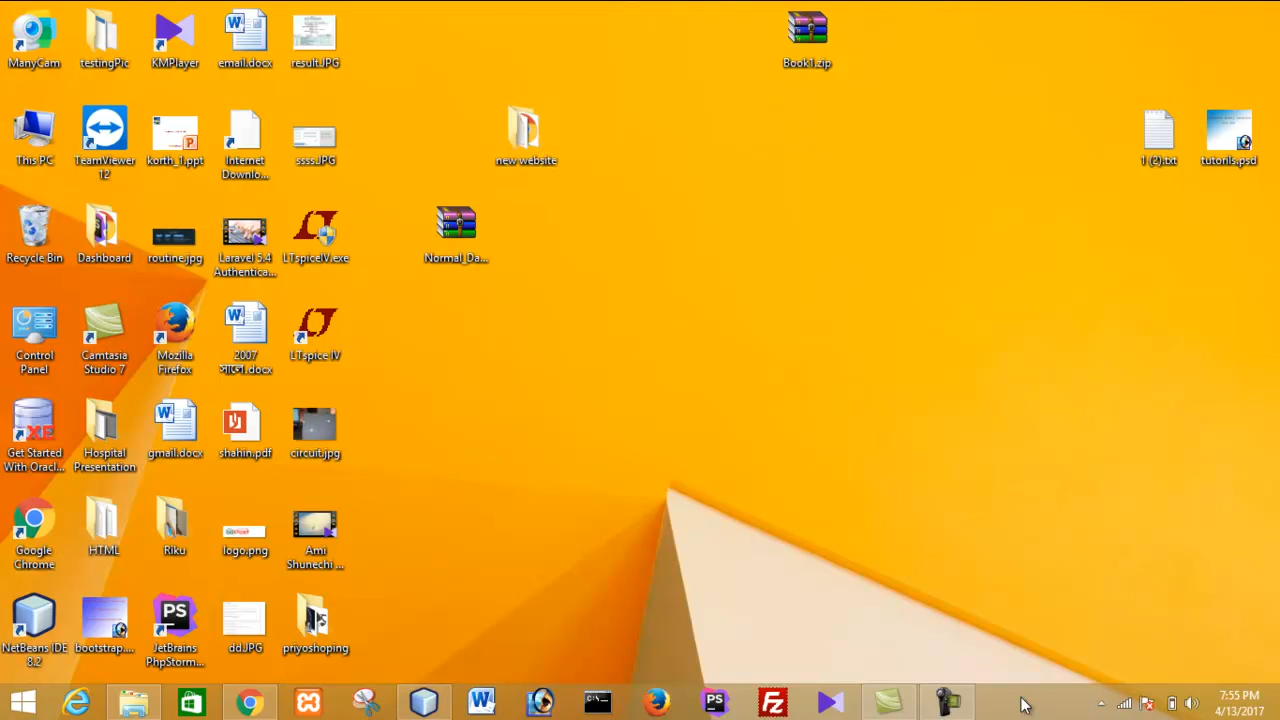 ManyCam
testingPic
KMPlayer
email.docx
result.JPG
Book1.zip
This PC
TeamViewer
12
korth_1.ppt
Internet
Downlo...
ssssJPG
new website
1 (2).txt
tutorils.psd
Recycle Bin
Dashboard
routine.jpg
Laravel 5.4
Authentica...
LTspiceIV.exe
Normal_Da...
Control
Panel
Camtasia
Studio 7
Mozilla
Firefox
2007
LTspice IV
Get Started
With Oracl...
Hospital
Presentation
gmail.docx
shahin.pdf
circuit.jpg
Google
Chrome
HTML
Riku
logo.png
Ami
Shunechi ...
NetBeans IDE
8.2
bootstrap....
PS
JetBrains
PhpStorm...
dd.JPG
priyoshoping
PS
Fz
7:55 PM
4/13/2017